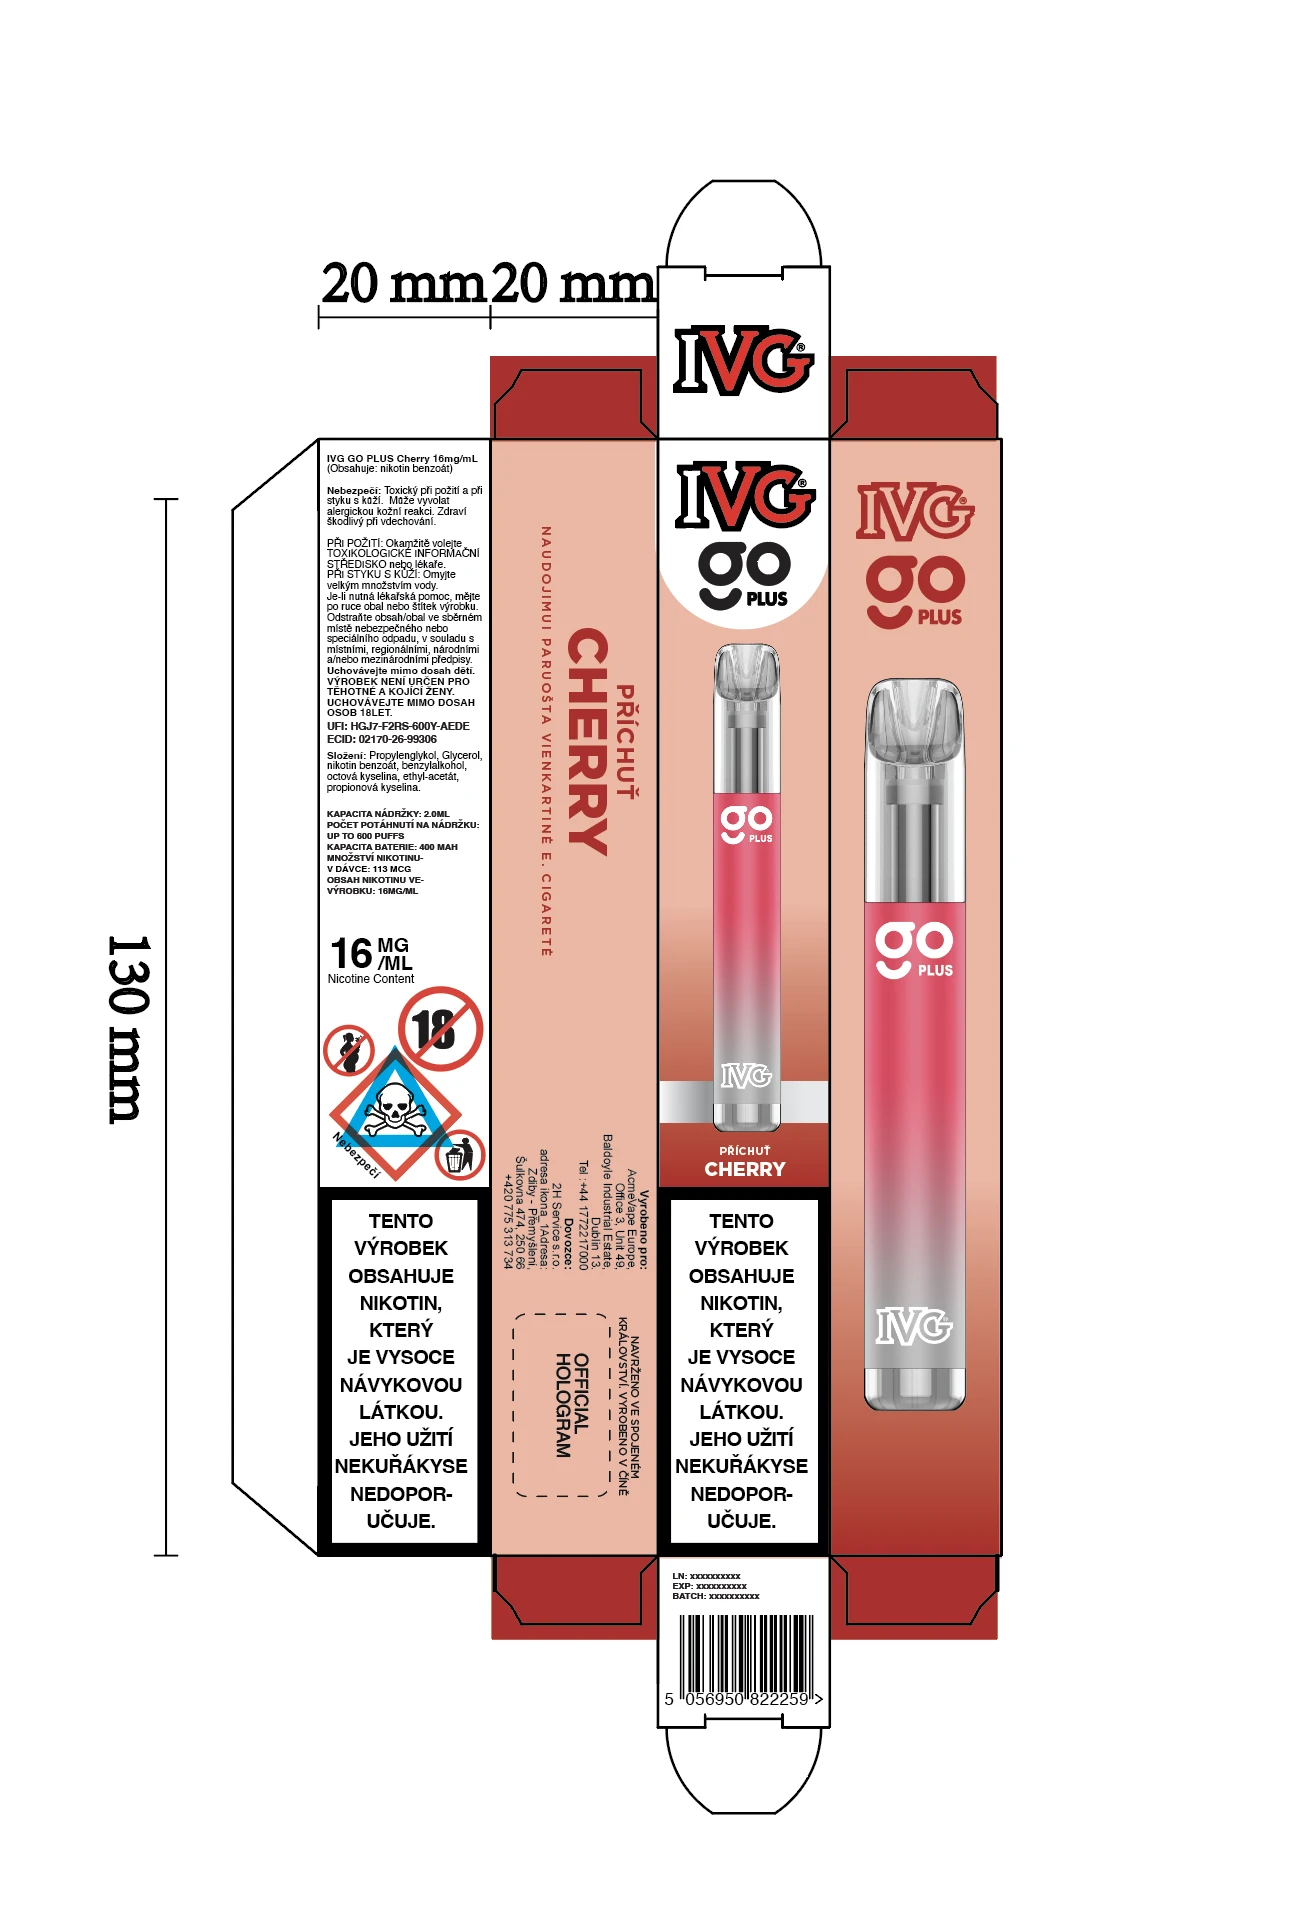 20 mm
20 mm
130 mm
IVG®
IVG GO PLUS Cherry 16mg/mL
(Obsahuje: nikotin benzoát)
Nebezpečí: Toxický při požití a při
styku s kůží. Může vyvolat
alergickou kožní reakci. Zdraví
škodlivý při vdechování.
PŘI POŽITÍ: Okamžitě volejte
TOXIKOLOGICKÉ INFORMAČNÍ
STŘEDISKO nebo lékaře.
PŘI STYKU S KŮŽÍ: Omyjte
velkým množstvím vody.
Je-li nutná lékařská pomoc, mějte
po ruce obal nebo štítek výrobku.
Odstraňte obsah/obal ve sběrném
místě nebezpečného nebo
speciálního odpadu, v souladu s
místními, regionálními, národními
a/nebo mezinárodními předpisy.
Uchovávejte mimo dosah dětí.
VÝROBEK NENÍ URČEN PRO
TĚHOTNÉ A KOJÍCÍ ŽENY.
UCHOVÁVEJTE MIMO DOSAH
OSOB 18LET.
UFI: HGJ7-F2RS-600Y-AEDE
ECID: 02170-26-99306
Složení: Propylenglykol, Glycerol,
nikotin benzoát, benzylalkohol,
octová kyselina, ethyl-acetát,
propionová kyselina.
KAPACITA NÁDRŽKY: 2.0ML
POČET POTÁHNUTÍ NA NÁDRŽKU:
UP TO 600 PUFFS
KAPACITA BATERIE: 400 MAH
MNOŽSTVÍ NIKOTINU-
V DÁVCE: 113 MCG
OBSAH NIKOTINU VE-
VÝROBKU: 16MG/ML
16 MG
/ML
Nicotine Content
18
Nebezpečí
TENTO
VÝROBEK
OBSAHUJE
NIKOTIN,
KTERÝ
JE VYSOCE
NÁVYKOVOU
LÁTKOU.
JEHO UŽITÍ
NEKUŘÁKYSE
NEDOPOR-
UČUJE.
PŘÍCHUŤ
CHERRY
NAUDOJIMUI PARUOŠTA VIENKARTINĖ E. CIGARETĖ
Vyrobeno pro:
AcmeVape Europe,
Office 3, Unit 49,
Baldoyle Industrial Estate,
Dublin 13.
Tel :+44 1772217000
Dovozce:
2H Service s.r.o.
adresa ikona_1Adresa:
Zdiby - Přemyšlení,
Šulkovna 474, 250 66
+420 775 313 734
NAVRŽENO VE SPOJENÉM
KRÁLOVSTVÍ. VYROBENO V ČÍNĚ
OFFICIAL
HOLOGRAM
IVG®
go
PLUS
go
PLUS
IVG
PŘÍCHUŤ
CHERRY
TENTO
VÝROBEK
OBSAHUJE
NIKOTIN,
KTERÝ
JE VYSOCE
NÁVYKOVOU
LÁTKOU.
JEHO UŽITÍ
NEKUŘÁKYSE
NEDOPOR-
UČUJE.
LN: xxxxxxxxxx
EXP: xxxxxxxxxx
BATCH: xxxxxxxxxx
5 056950 822259 >
IVG®
go
PLUS
go
PLUS
IVG